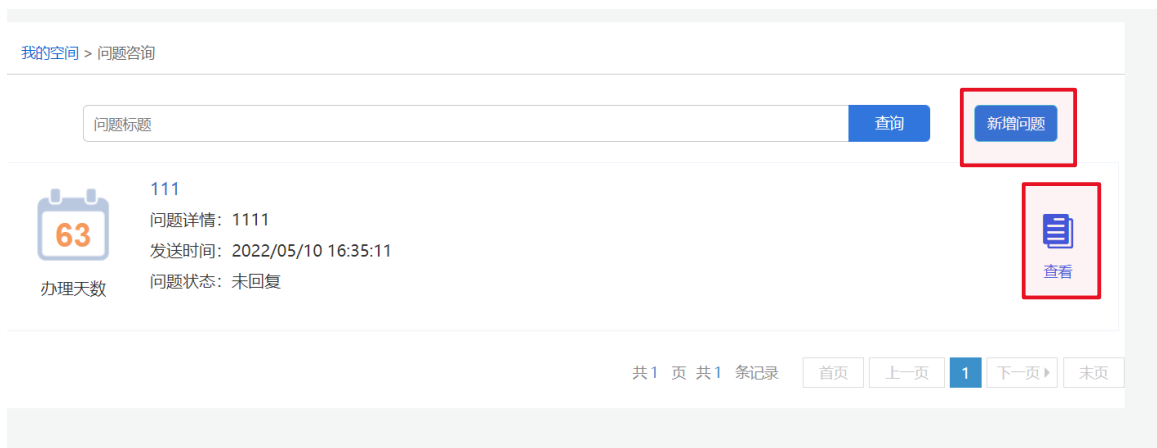 我的空间 > 问题咨询
问题标题 查询 新增问题
111
问题详情：1111
63
发送时间：2022/05/10 16:35:11
查看
问题状态：未回复
办理天数
共1 页 共1 条记录 首页 上一页 1 下一页 末页